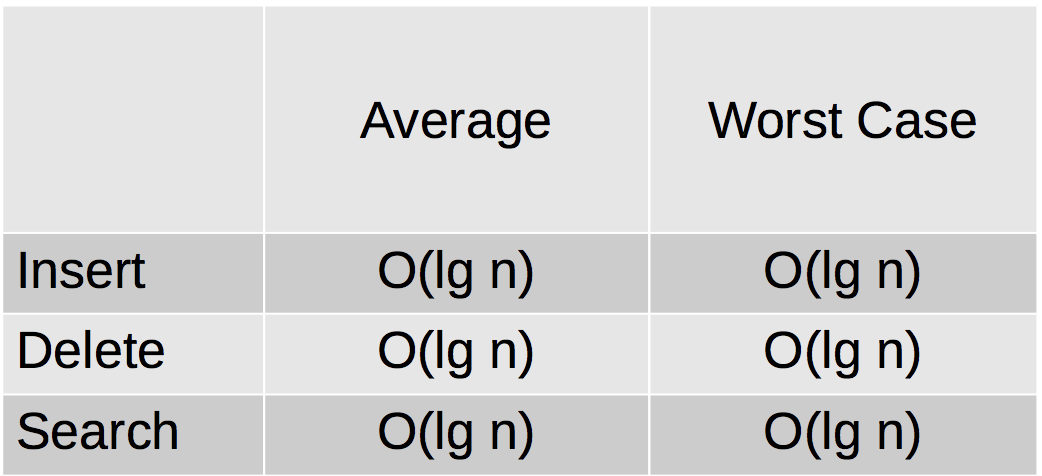 Average Worst Case
Insert O(lg n) O(lg n)
Delete O(lg n) O(lg n)
Search O(lg n) O(lg n)